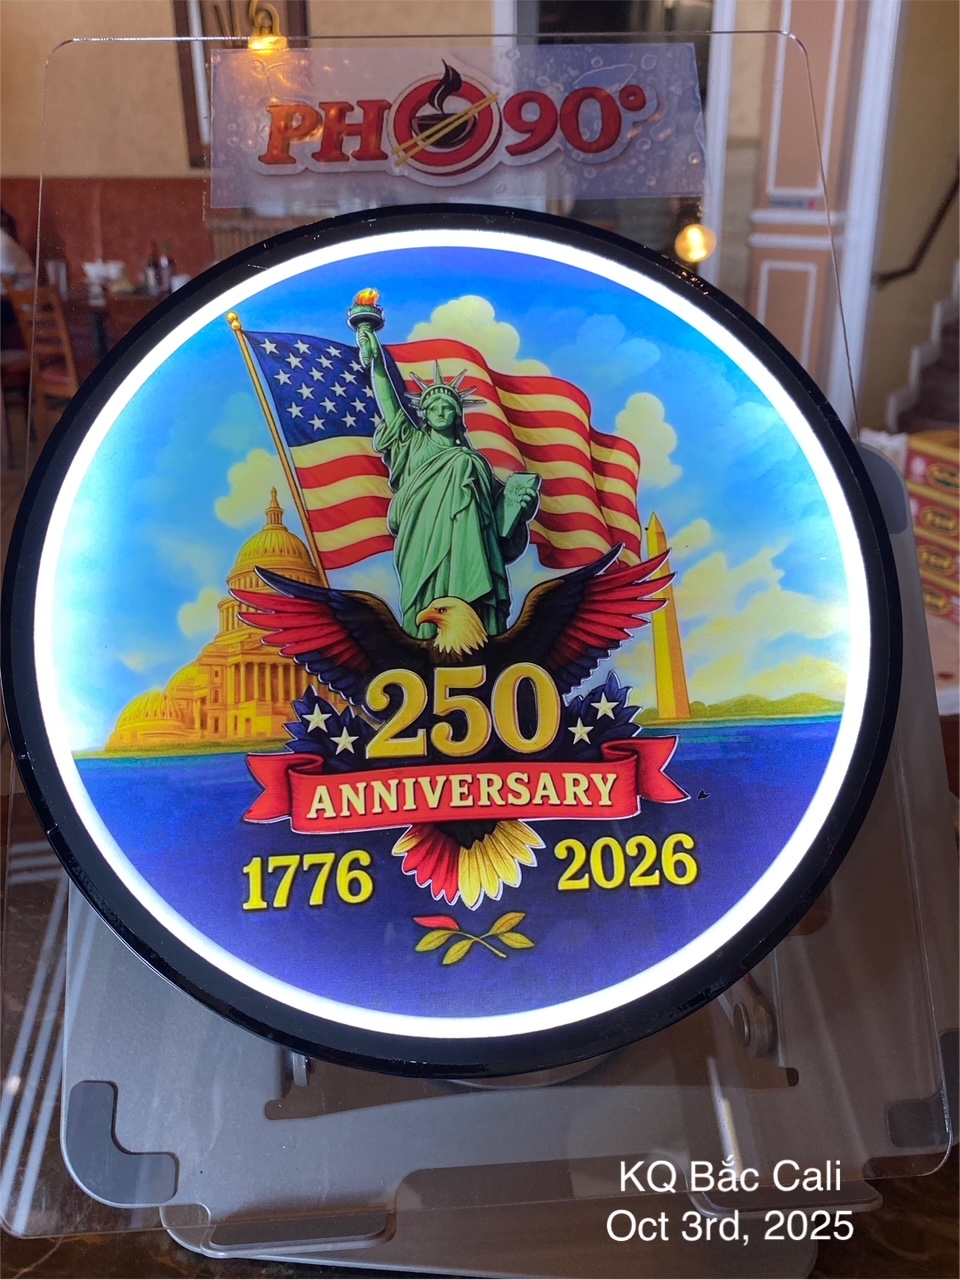 PHO 90°
250
ANNIVERSARY
1776 2026
KQ Bắc Cali
Oct 3rd, 2025